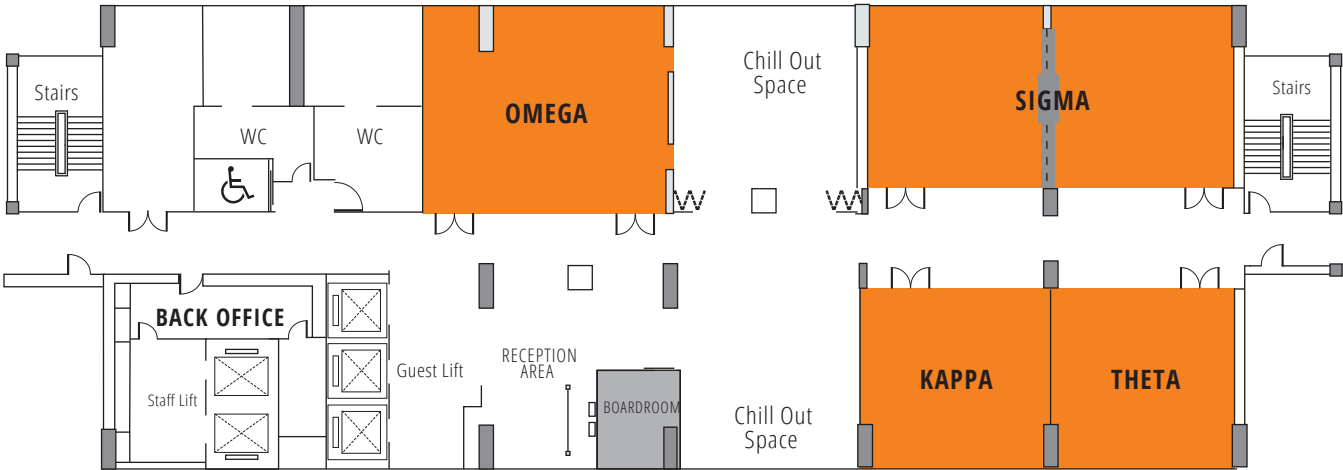 Chill Out
Space
Stairs
OMEGA
SIGMA
Stairs
WC
WC
BACK OFFICE
Guest Lift
RECEPTION
AREA
Staff Lift
BOARDROOM
KAPPA
THETA
Chill Out
Space